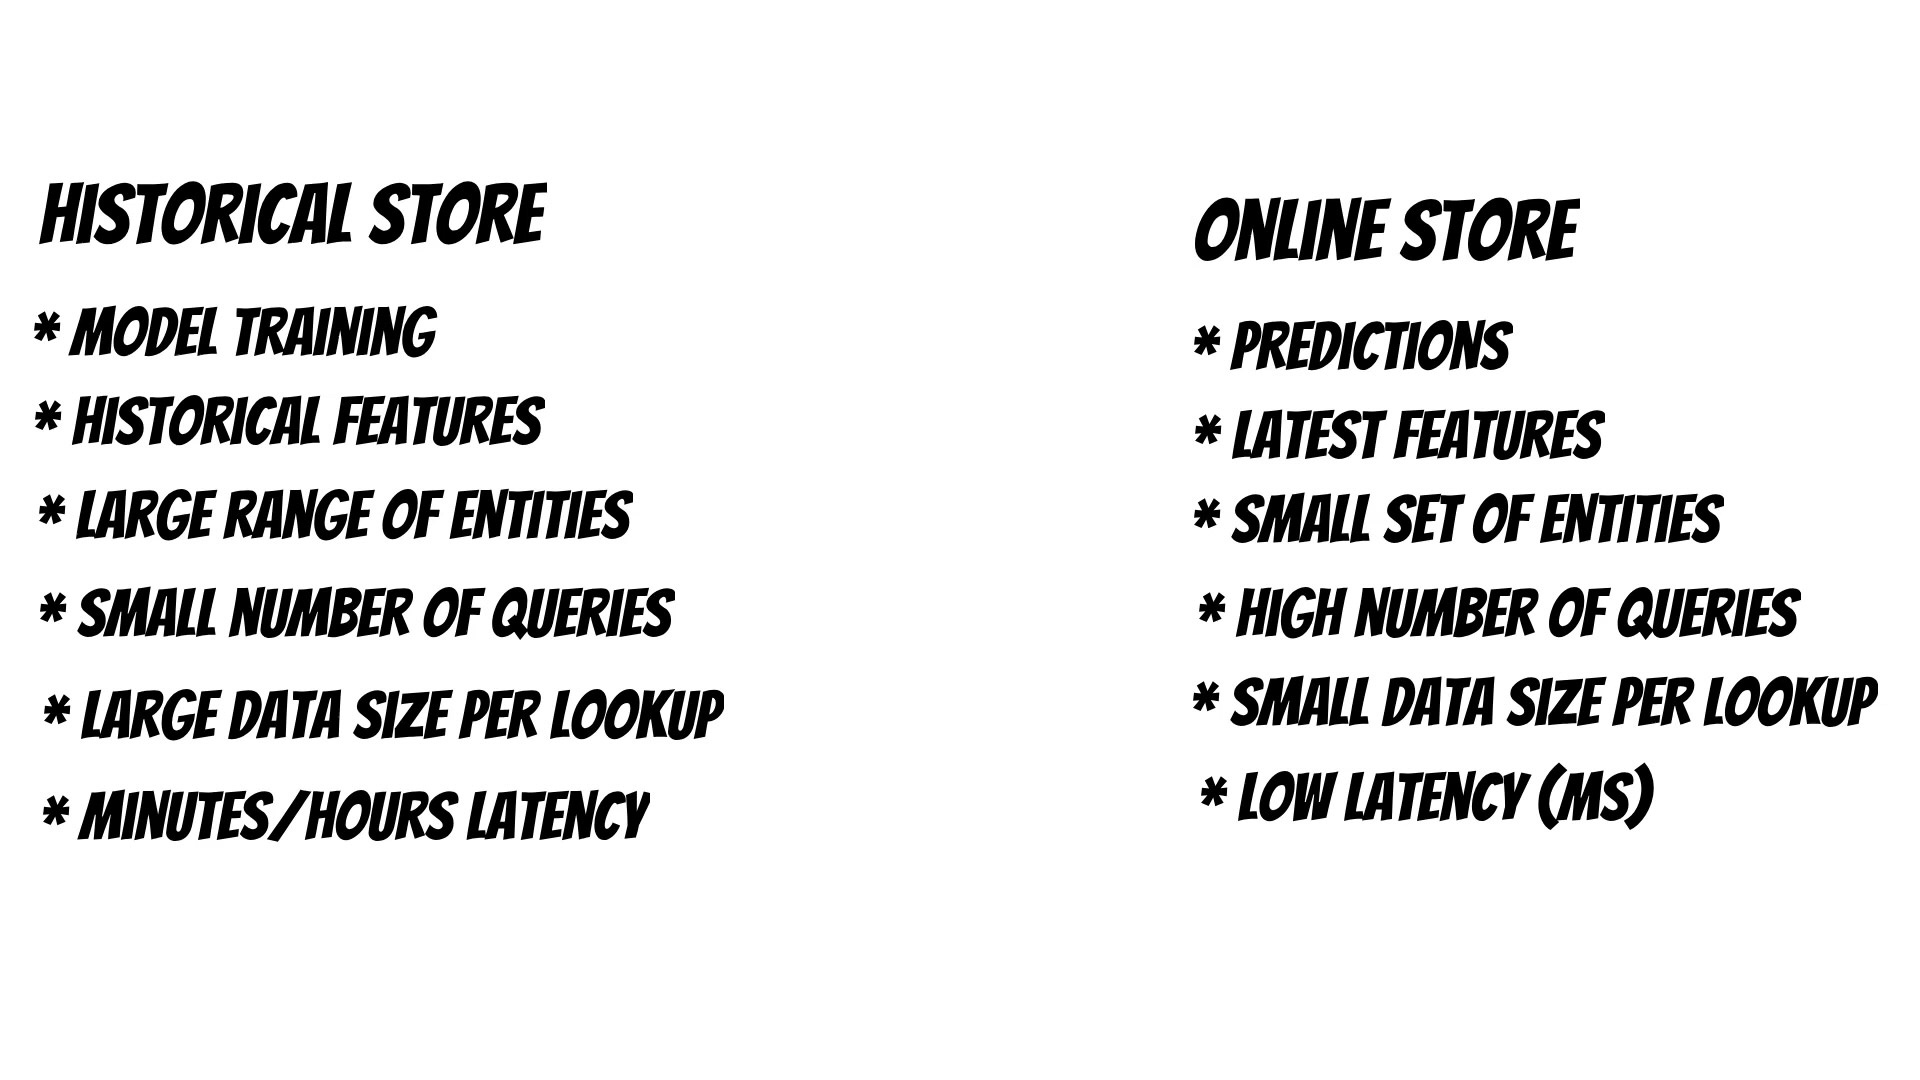 HISTORICAL STORE
* MODEL TRAINING
* HISTORICAL FEATURES
* LARGE RANGE OF ENTITIES
* SMALL NUMBER OF QUERIES
* LARGE DATA SIZE PER LOOKUP
* MINUTES/HOURS LATENCY
ONLINE STORE
* PREDICTIONS
* LATEST FEATURES
* SMALL SET OF ENTITIES
* HIGH NUMBER OF QUERIES
* SMALL DATA SIZE PER LOOKUP
* LOW LATENCY (MS)